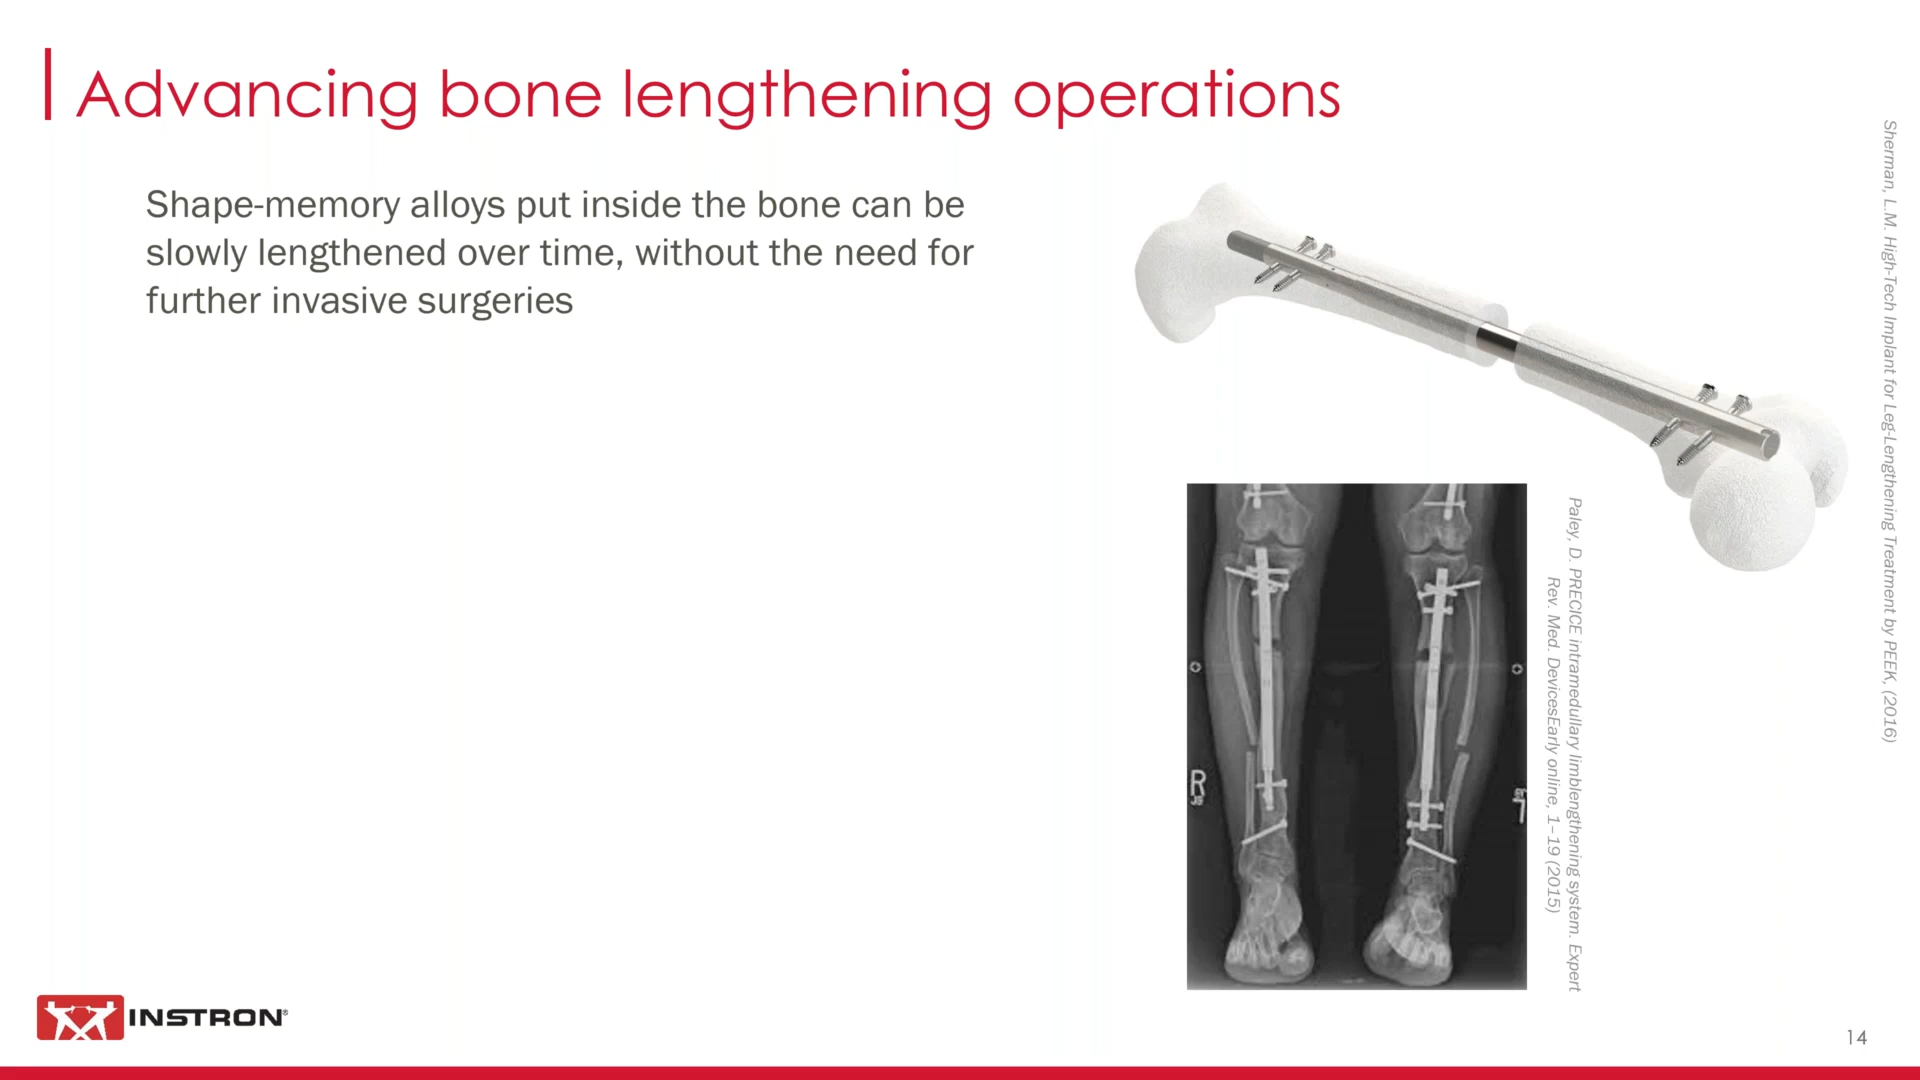 Advancing bone lengthening operations
Shape-memory alloys put inside the bone can be
slowly lengthened over time, without the need for
further invasive surgeries
Sherman, L.M. High-Tech Implant for Leg-Lengthening Treatment by PEEK, (2016)
Paley, D. PRECICE intramedullary limblengthening system. Expert
Rev. Med. DevicesEarly online, 1–19 (2015)
R
INSTRON®
14